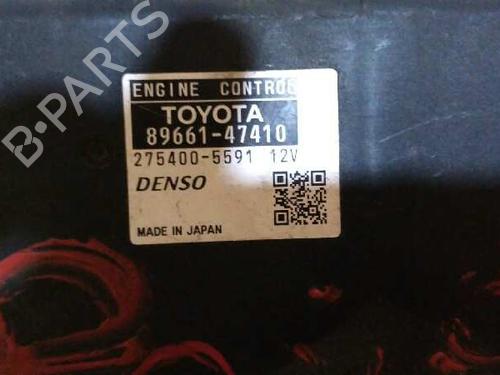 B-PARTS
ENGINE CONTROL
TOYOTA
89661-47410
275400-5591 12V
DENSO
MADE IN JAPAN